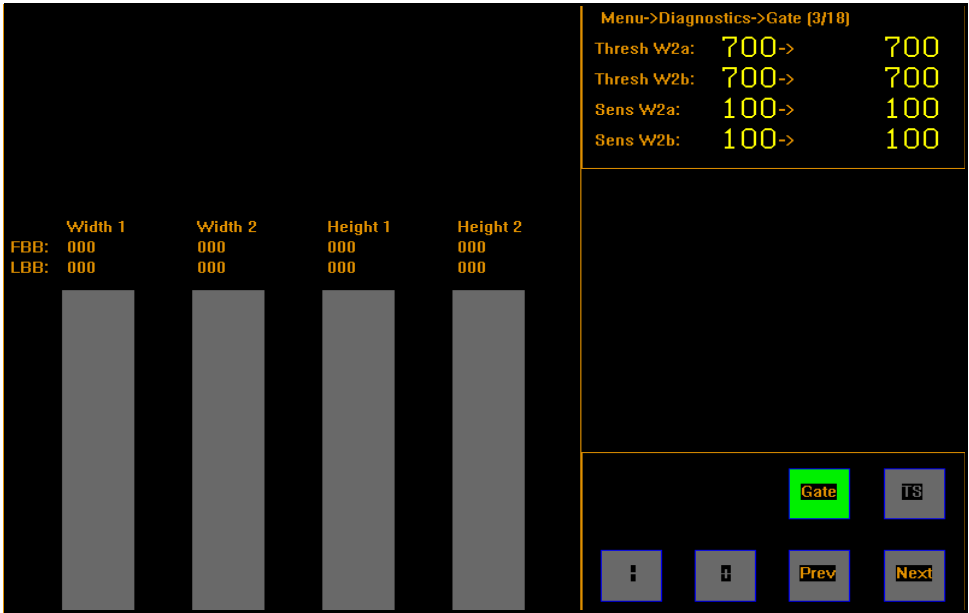 Menu->Diagnostics->Gate (3/18)
Thresh W2a: 700-> 700
Thresh W2b: 700-> 700
Sens W2a: 100-> 100
Sens W2b: 100-> 100
Width 1 Width 2 Height 1 Height 2
FBB: 000 000 000 000
LBB: 000 000 000 000
Gate TS
Prev Next